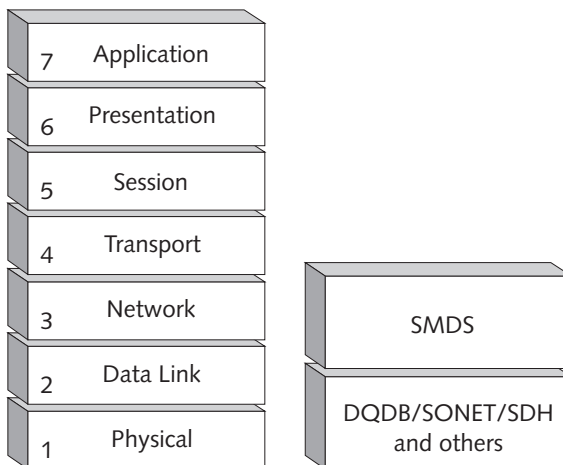 7 Application
6 Presentation
5 Session
4 Transport
3 Network
2 Data Link
1 Physical
SMDS
DQDB/SONET/SDH
and others